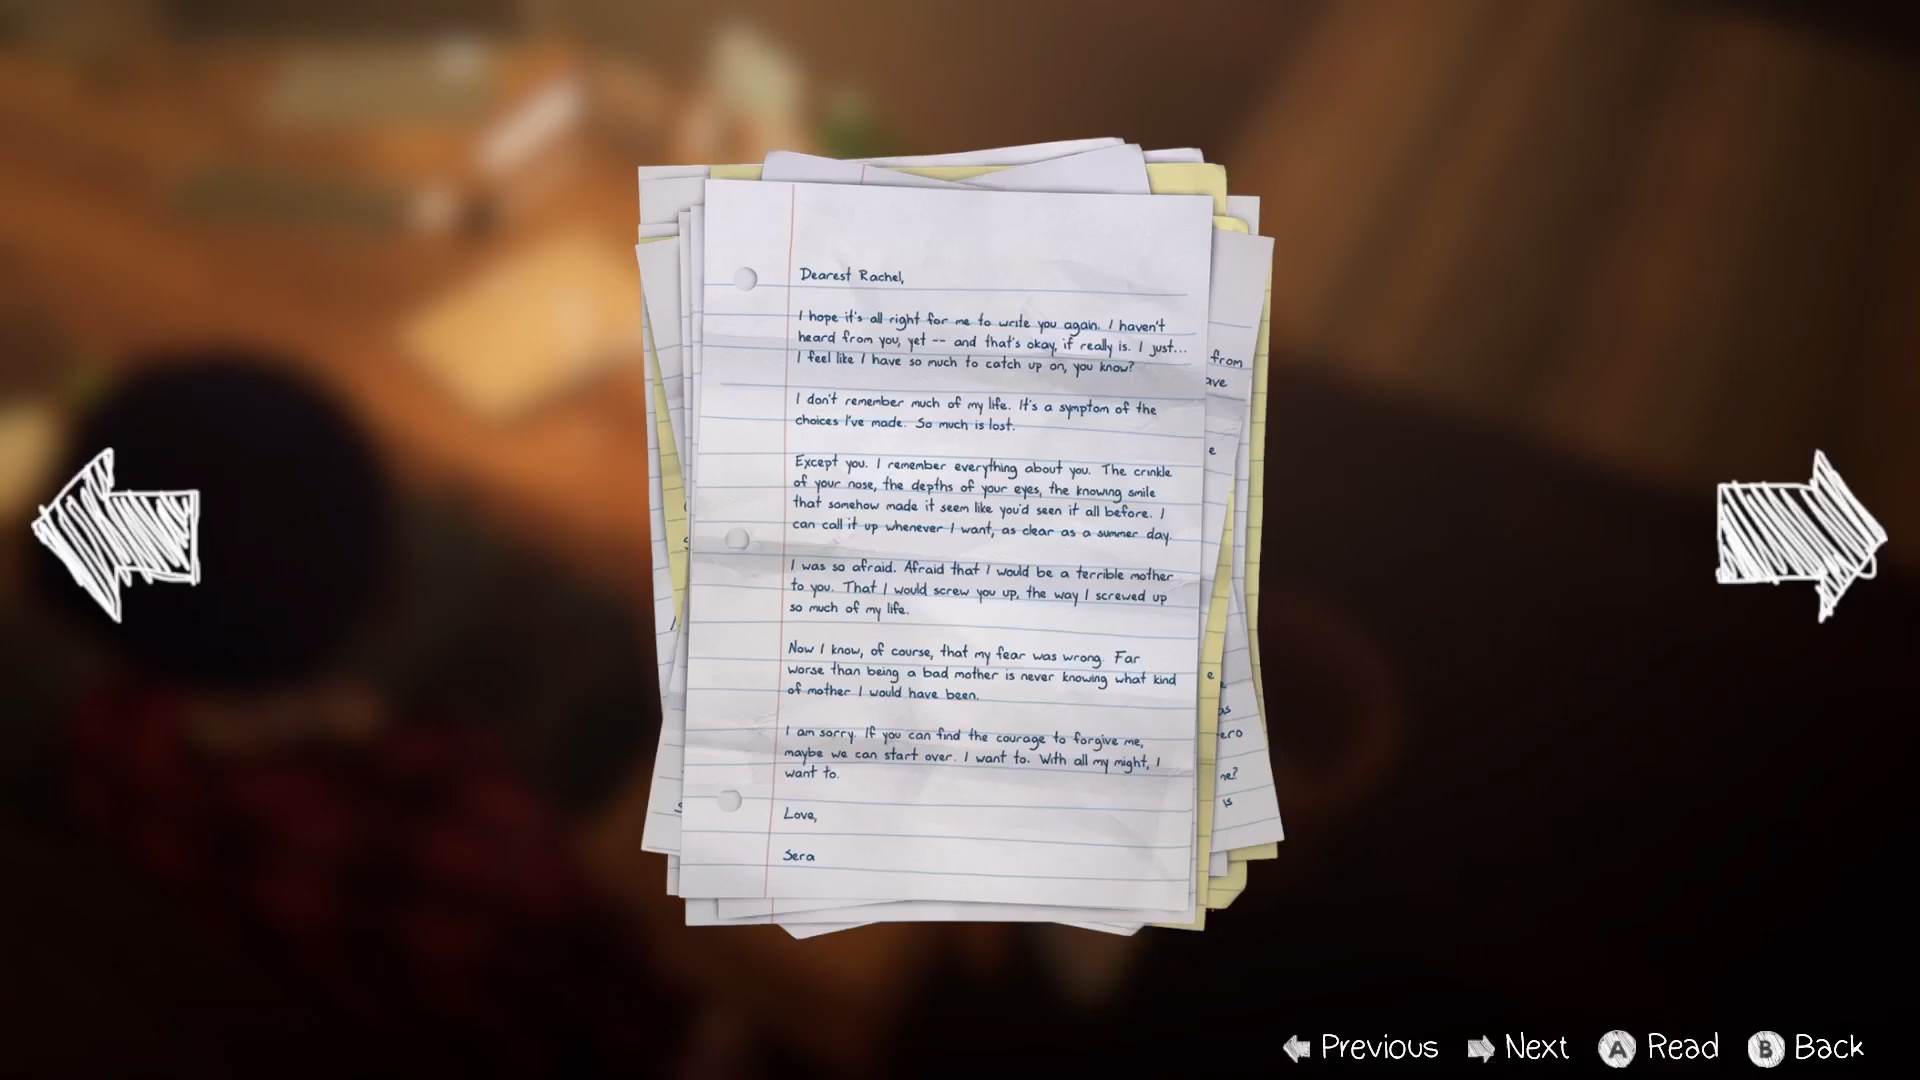 Dearest Rachel,
I hope it's all right for me to write you again. I haven't
heard from you, yet -- and that's okay, if really is. I just...
I feel like I have so much to catch up on, you know?
I don't remember much of my life. It's a symptom of the
choices I've made. So much is lost.
Except you. I remember everything about you. The crinkle
of your nose, the depths of your eyes, the knowing smile
that somehow made it seem like you'd seen it all before. I
can call it up whenever I want, as clear as a summer day.
I was so afraid. Afraid that I would be a terrible mother
to you. That I would screw you up, the way I screwed up
so much of my life.
Now I know, of course, that my fear was wrong. Far
worse than being a bad mother is never knowing what kind
of mother I would have been.
I am sorry. If you can find the courage to forgive me,
maybe we can start over. I want to. With all my might, I
want to.
Love,
Sera
from
Previous Next A Read B Back